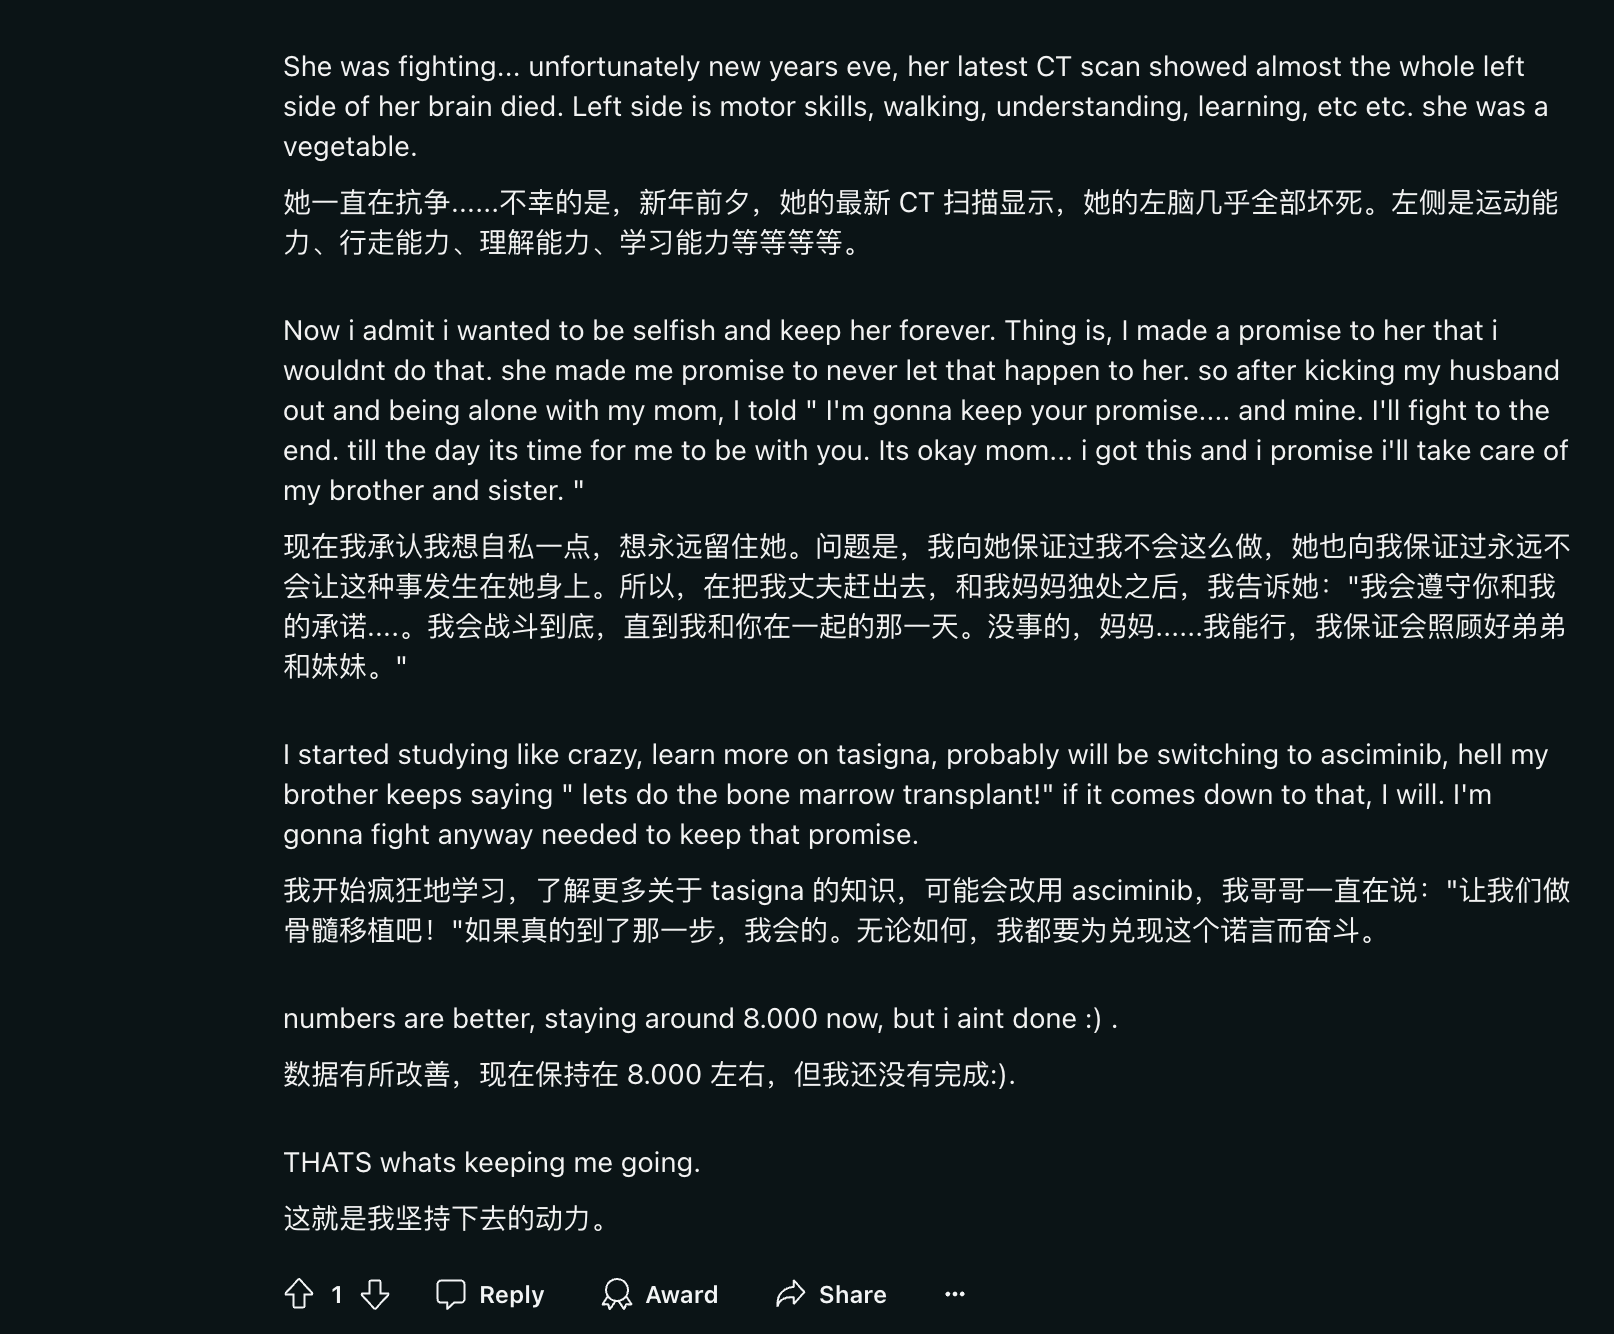 She was fighting... unfortunately new years eve, her latest CT scan showed almost the whole left
side of her brain died. Left side is motor skills, walking, understanding, learning, etc etc. she was a
vegetable.
她一直在抗争......不幸的是，新年前夕，她的最新 CT 扫描显示，她的左脑几乎全部坏死。左侧是运动能
力、行走能力、理解能力、学习能力等等等等。
Now i admit i wanted to be selfish and keep her forever. Thing is, I made a promise to her that i
wouldnt do that. she made me promise to never let that happen to her. so after kicking my husband
out and being alone with my mom, I told " I'm gonna keep your promise.... and mine. I'll fight to the
end. till the day its time for me to be with you. Its okay mom... i got this and i promise i'll take care of
my brother and sister. "
现在我承认我想自私一点，想永远留住她。问题是，我向她保证过我不会这么做，她也向我保证过永远不
会让这种事发生在她身上。所以，在把我丈夫赶出去，和我妈妈独处之后，我告诉她："我会遵守你和我
的承诺....。我会战斗到底，直到我和你在一起的那一天。没事的，妈妈......我能行，我保证会照顾好弟弟
和妹妹。"
I started studying like crazy, learn more on tasigna, probably will be switching to asciminib, hell my
brother keeps saying " lets do the bone marrow transplant!" if it comes down to that, I will. I'm
gonna fight anyway needed to keep that promise.
我开始疯狂地学习，了解更多关于 tasigna 的知识，可能会改用 asciminib，我哥哥一直在说："让我们做
骨髓移植吧！"如果真的到了那一步，我会的。无论如何，我都要为兑现这个诺言而奋斗。
numbers are better, staying around 8.000 now, but i aint done :) .
数据有所改善，现在保持在 8.000 左右，但我还没有完成:).
THATS whats keeping me going.
这就是我坚持下去的动力。
1 Reply Award Share ...